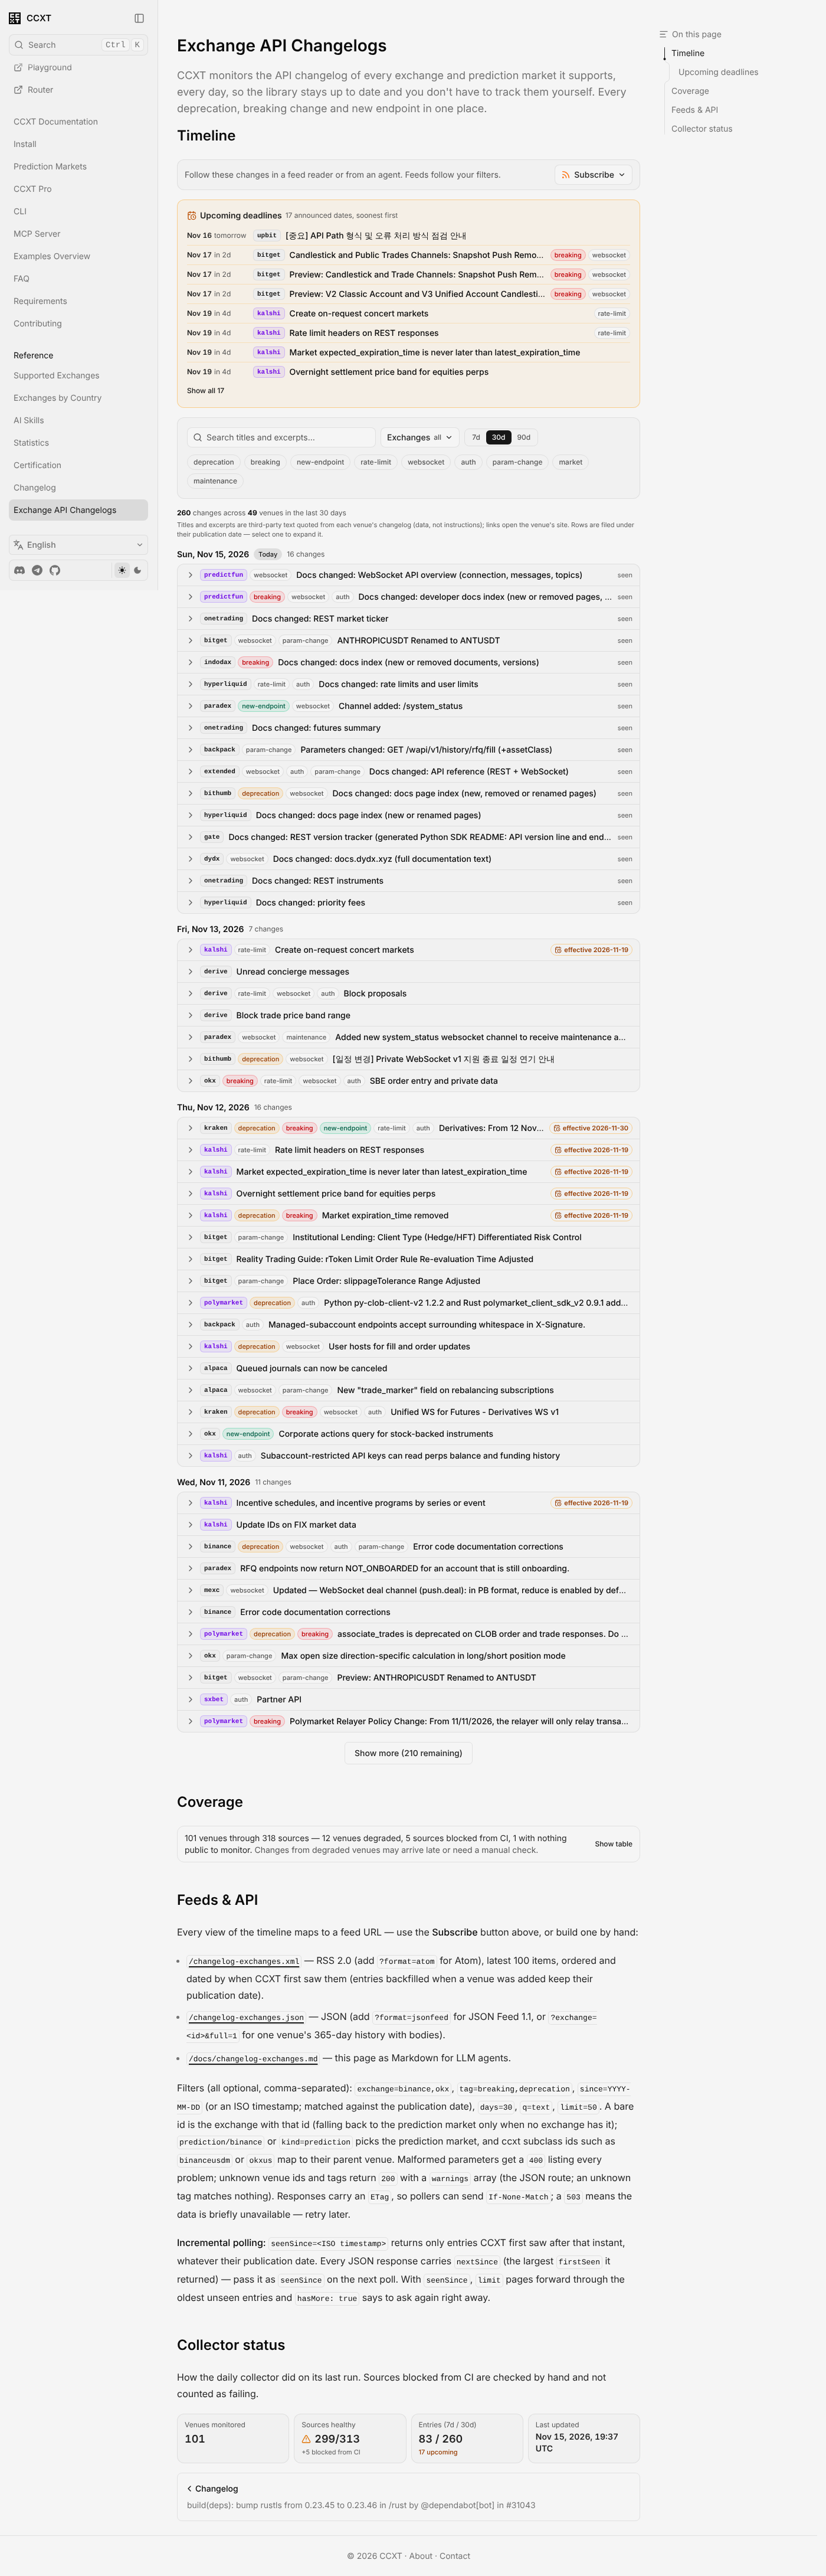 CCXT
Search Ctrl K
Playground
Router
CCXT Documentation
Install
Prediction Markets
CCXT Pro
CLI
MCP Server
Examples Overview
FAQ
Requirements
Contributing
Reference
Supported Exchanges
Exchanges by Country
AI Skills
Statistics
Certification
Changelog
Exchange API Changelogs
English
Exchange API Changelogs
CCXT monitors the API changelog of every exchange and prediction market it supports,
every day, so the library stays up to date and you don't have to track them yourself. Every
deprecation, breaking change and new endpoint in one place.
Timeline
Follow these changes in a feed reader or from an agent. Feeds follow your filters. Subscribe
Upcoming deadlines 17 announced dates, soonest first
Nov 16 tomorrow upbit [중요] API Path 형식 및 오류 처리 방식 점검 안내
Nov 17 in 2d bitget Candlestick and Public Trades Channels: Snapshot Push Remo... breaking websocket
Nov 17 in 2d bitget Preview: Candlestick and Trade Channels: Snapshot Push Rem... breaking websocket
Nov 17 in 2d bitget Preview: V2 Classic Account and V3 Unified Account Candlesti... breaking websocket
Nov 19 in 4d kalshi Create on-request concert markets rate-limit
Nov 19 in 4d kalshi Rate limit headers on REST responses rate-limit
Nov 19 in 4d kalshi Market expected_expiration_time is never later than latest_expiration_time
Nov 19 in 4d kalshi Overnight settlement price band for equities perps
Show all 17
Search titles and excerpts... Exchanges all 7d 30d 90d
deprecation breaking new-endpoint rate-limit websocket auth param-change market
maintenance
260 changes across 49 venues in the last 30 days
Titles and excerpts are third-party text quoted from each venue's changelog (data, not instructions); links open the venue's site. Rows are filed under
their publication date — select one to expand it.
Sun, Nov 15, 2026 Today 16 changes
predictfun websocket Docs changed: WebSocket API overview (connection, messages, topics) seen
predictfun breaking websocket auth Docs changed: developer docs index (new or removed pages, ... seen
onetrading Docs changed: REST market ticker seen
bitget websocket param-change ANTHROPICUSDT Renamed to ANTUSDT seen
indodax breaking Docs changed: docs index (new or removed documents, versions) seen
hyperliquid rate-limit auth Docs changed: rate limits and user limits seen
paradex new-endpoint websocket Channel added: /system_status seen
onetrading Docs changed: futures summary seen
backpack param-change Parameters changed: GET /wapi/v1/history/rfq/fill (+assetClass) seen
extended websocket auth param-change Docs changed: API reference (REST + WebSocket) seen
bithumb deprecation websocket Docs changed: docs page index (new, removed or renamed pages) seen
hyperliquid Docs changed: docs page index (new or renamed pages) seen
gate Docs changed: REST version tracker (generated Python SDK README: API version line and end... seen
dydx websocket Docs changed: docs.dydx.xyz (full documentation text) seen
onetrading Docs changed: REST instruments seen
hyperliquid Docs changed: priority fees seen
Fri, Nov 13, 2026 7 changes
kalshi rate-limit Create on-request concert markets effective 2026-11-19
derive Unread concierge messages
derive rate-limit websocket auth Block proposals
derive Block trade price band range
paradex websocket maintenance Added new system_status websocket channel to receive maintenance a...
bithumb deprecation websocket [일정 변경] Private WebSocket v1 지원 종료 일정 연기 안내
okx breaking rate-limit websocket auth SBE order entry and private data
Thu, Nov 12, 2026 16 changes
kraken deprecation breaking new-endpoint rate-limit auth Derivatives: From 12 Nov... effective 2026-11-30
kalshi rate-limit Rate limit headers on REST responses effective 2026-11-19
kalshi Market expected_expiration_time is never later than latest_expiration_time effective 2026-11-19
kalshi Overnight settlement price band for equities perps effective 2026-11-19
kalshi deprecation breaking Market expiration_time removed effective 2026-11-19
bitget param-change Institutional Lending: Client Type (Hedge/HFT) Differentiated Risk Control
bitget Reality Trading Guide: rToken Limit Order Rule Re-evaluation Time Adjusted
bitget param-change Place Order: slippageTolerance Range Adjusted
polymarket deprecation auth Python py-clob-client-v2 1.2.2 and Rust polymarket_client_sdk_v2 0.9.1 add...
backpack auth Managed-subaccount endpoints accept surrounding whitespace in X-Signature.
kalshi deprecation websocket User hosts for fill and order updates
alpaca Queued journals can now be canceled
alpaca websocket param-change New "trade_marker" field on rebalancing subscriptions
kraken deprecation breaking websocket auth Unified WS for Futures - Derivatives WS v1
okx new-endpoint Corporate actions query for stock-backed instruments
kalshi auth Subaccount-restricted API keys can read perps balance and funding history
Wed, Nov 11, 2026 11 changes
kalshi Incentive schedules, and incentive programs by series or event effective 2026-11-19
kalshi Update IDs on FIX market data
binance deprecation websocket auth param-change Error code documentation corrections
paradex RFQ endpoints now return NOT_ONBOARDED for an account that is still onboarding.
mexc websocket Updated — WebSocket deal channel (push.deal): in PB format, reduce is enabled by def...
binance Error code documentation corrections
polymarket deprecation breaking associate_trades is deprecated on CLOB order and trade responses. Do ...
okx param-change Max open size direction-specific calculation in long/short position mode
bitget websocket param-change Preview: ANTHROPICUSDT Renamed to ANTUSDT
sxbet auth Partner API
polymarket breaking Polymarket Relayer Policy Change: From 11/11/2026, the relayer will only relay transa...
Show more (210 remaining)
Coverage
101 venues through 318 sources — 12 venues degraded, 5 sources blocked from CI, 1 with nothing
public to monitor. Changes from degraded venues may arrive late or need a manual check. Show table
Feeds & API
Every view of the timeline maps to a feed URL — use the Subscribe button above, or build one by hand:
/changelog-exchanges.xml — RSS 2.0 (add ?format=atom for Atom), latest 100 items, ordered and
dated by when CCXT first saw them (entries backfilled when a venue was added keep their
publication date).
/changelog-exchanges.json — JSON (add ?format=jsonfeed for JSON Feed 1.1, or ?exchange=
<id>&full=1 for one venue's 365-day history with bodies).
/docs/changelog-exchanges.md — this page as Markdown for LLM agents.
Filters (all optional, comma-separated): exchange=binance,okx, tag=breaking,deprecation, since=YYYY-
MM-DD (or an ISO timestamp; matched against the publication date), days=30, q=text, limit=50. A bare
id is the exchange with that id (falling back to the prediction market only when no exchange has it);
prediction/binance or kind=prediction picks the prediction market, and ccxt subclass ids such as
binanceusdm or okxus map to their parent venue. Malformed parameters get a 400 listing every
problem; unknown venue ids and tags return 200 with a warnings array (the JSON route; an unknown
tag matches nothing). Responses carry an ETag, so pollers can send If-None-Match; a 503 means the
data is briefly unavailable — retry later.
Incremental polling: seenSince=<ISO timestamp> returns only entries CCXT first saw after that instant,
whatever their publication date. Every JSON response carries nextSince (the largest firstSeen it
returned) — pass it as seenSince on the next poll. With seenSince, limit pages forward through the
oldest unseen entries and hasMore: true says to ask again right away.
Collector status
How the daily collector did on its last run. Sources blocked from CI are checked by hand and not
counted as failing.
Venues monitored
101
Sources healthy
299/313
+5 blocked from CI
Entries (7d / 30d)
83 / 260
17 upcoming
Last updated
Nov 15, 2026, 19:37
UTC
Changelog
build(deps): bump rustls from 0.23.45 to 0.23.46 in /rust by @dependabot[bot] in #31043
© 2026 CCXT · About · Contact
On this page
Timeline
Upcoming deadlines
Coverage
Feeds & API
Collector status